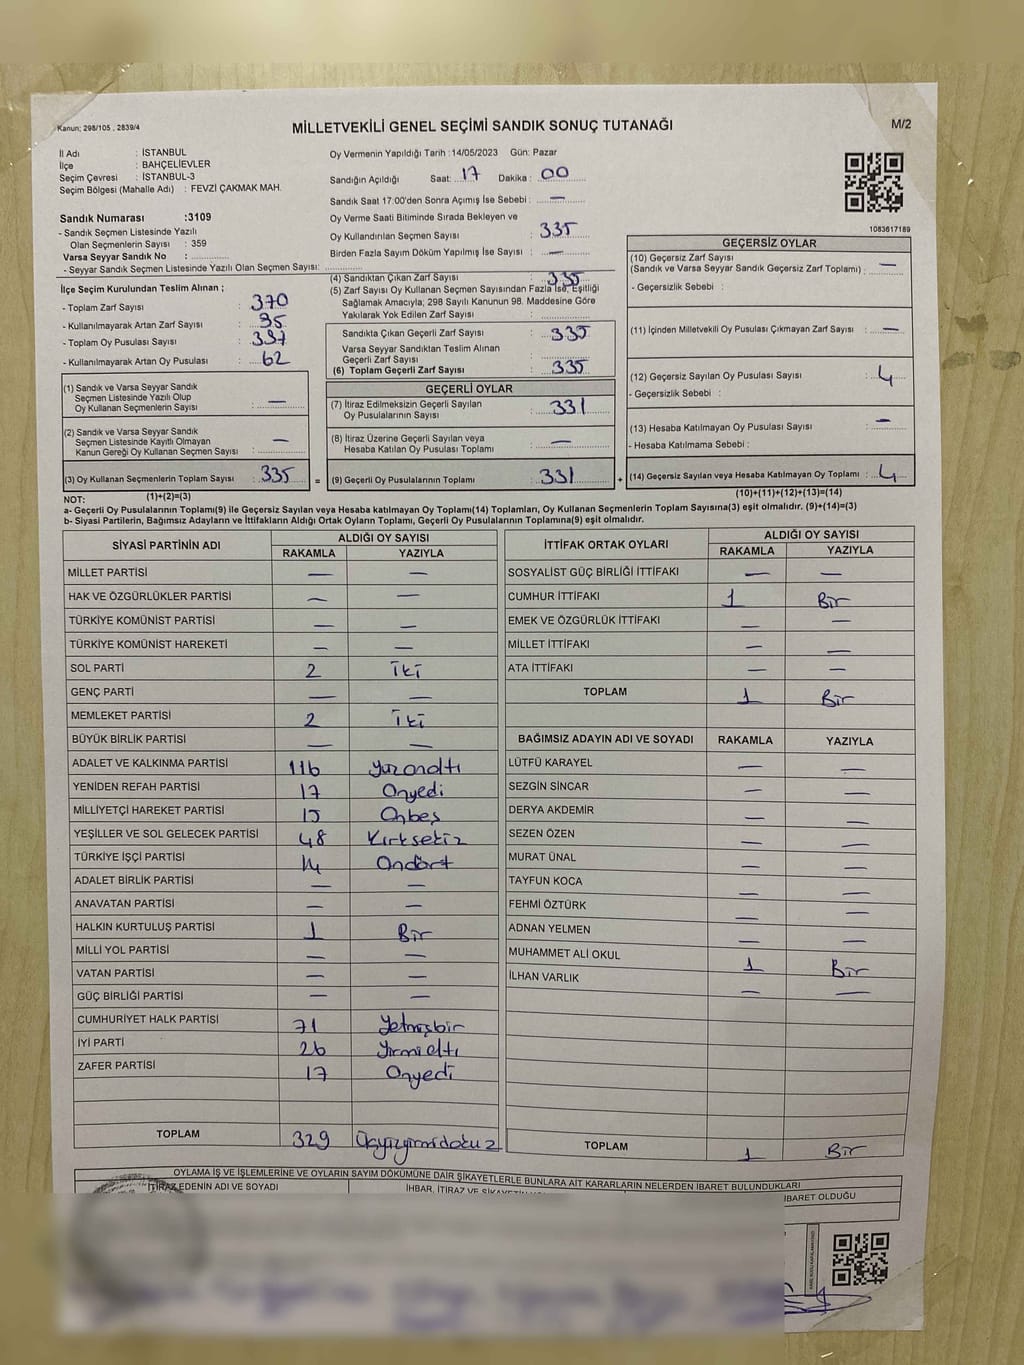 Kanun; 298/105 , 2839/4
MİLLETVEKİLİ GENEL SEÇİMİ SANDIK SONUÇ TUTANAĞI
M/2
İl Adı : İSTANBUL
İlçe : BAHÇELİEVLER
Seçim Çevresi : İSTANBUL-3
Seçim Bölgesi (Mahalle Adı) : FEVZİ ÇAKMAK MAH.
Sandık Numarası :3109
- Sandık Seçmen Listesinde Yazılı
Olan Seçmenlerin Sayısı : 359
Varsa Seyyar Sandık No :
- Seyyar Sandık Seçmen Listesinde Yazılı Olan Seçmen Sayısı:
İlçe Seçim Kurulundan Teslim Alınan ;
- Toplam Zarf Sayısı : 370
- Kullanılmayarak Artan Zarf Sayısı : 35
- Toplam Oy Pusulası Sayısı : 397
- Kullanılmayarak Artan Oy Pusulası : 62
(1) Sandık ve Varsa Seyyar Sandık
Seçmen Listesinde Yazılı Olup
Oy Kullanan Seçmenlerin Sayısı : —
(2) Sandık ve Varsa Seyyar Sandık
Seçmen Listesinde Kayıtlı Olmayan
Kanun Gereği Oy Kullanan Seçmen Sayısı : —
(3) Oy Kullanan Seçmenlerin Toplam Sayısı : 335
(1)+(2)=(3)
Oy Vermenin Yapıldığı Tarih :14/05/2023 Gün: Pazar
Sandığın Açıldığı Saat: 17 Dakika : 00
Sandık Saat 17:00'den Sonra Açımış İse Sebebi : —
Oy Verme Saati Bitiminde Sırada Bekleyen ve
Oy Kullandırılan Seçmen Sayısı : 335
Birden Fazla Sayım Döküm Yapılmış İse Sayısı : —
(4) Sandıktan Çıkan Zarf Sayısı : 335
(5) Zarf Sayısı Oy Kullanan Seçmen Sayısından Fazla İse, Eşitliği
Sağlamak Amacıyla; 298 Sayılı Kanunun 98. Maddesine Göre
Yakılarak Yok Edilen Zarf Sayısı :
Sandıkta Çıkan Geçerli Zarf Sayısı : 335
Varsa Seyyar Sandıktan Teslim Alınan
Geçerli Zarf Sayısı :
(6) Toplam Geçerli Zarf Sayısı : 335
GEÇERLİ OYLAR
(7) İtiraz Edilmeksizin Geçerli Sayılan
Oy Pusulalarının Sayısı : 331
(8) İtiraz Üzerine Geçerli Sayılan veya
Hesaba Katılan Oy Pusulası Toplamı : —
= (9) Geçerli Oy Pusulalarının Toplamı : 331 +
1083617189
GEÇERSİZ OYLAR
(10) Geçersiz Zarf Sayısı
(Sandık ve Varsa Seyyar Sandık Geçersiz Zarf Toplamı) : —
- Geçersizlik Sebebi :
(11) İçinden Milletvekili Oy Pusulası Çıkmayan Zarf Sayısı : —
(12) Geçersiz Sayılan Oy Pusulası Sayısı : 4
- Geçersizlik Sebebi :
(13) Hesaba Katılmayan Oy Pusulası Sayısı : —
- Hesaba Katılmama Sebebi :
(14) Geçersiz Sayılan veya Hesaba Katılmayan Oy Toplamı : 4
(10)+(11)+(12)+(13)=(14)
NOT:
a- Geçerli Oy Pusulalarının Toplamı(9) ile Geçersiz Sayılan veya Hesaba katılmayan Oy Toplamı(14) Toplamları, Oy Kullanan Seçmenlerin Toplam Sayısına(3) eşit olmalıdır. (9)+(14)=(3)
b- Siyasi Partilerin, Bağımsız Adayların ve İttifakların Aldığı Ortak Oyların Toplamı, Geçerli Oy Pusulalarının Toplamına(9) eşit olmalıdır.
SİYASİ PARTİNİN ADI ALDIĞI OY SAYISI
RAKAMLA YAZIYLA
MİLLET PARTİSİ — —
HAK VE ÖZGÜRLÜKLER PARTİSİ — —
TÜRKİYE KOMÜNİST PARTİSİ — —
TÜRKİYE KOMÜNİST HAREKETİ — —
SOL PARTİ 2 İki
GENÇ PARTİ — —
MEMLEKET PARTİSİ 2 İki
BÜYÜK BİRLİK PARTİSİ — —
ADALET VE KALKINMA PARTİSİ 116 Yüzonaltı
YENİDEN REFAH PARTİSİ 17 Onyedi
MİLLİYETÇİ HAREKET PARTİSİ 15 Onbeş
YEŞİLLER VE SOL GELECEK PARTİSİ 48 Kırksekiz
TÜRKİYE İŞÇİ PARTİSİ 14 Ondört
ADALET BİRLİK PARTİSİ — —
ANAVATAN PARTİSİ — —
HALKIN KURTULUŞ PARTİSİ 1 Bir
MİLLİ YOL PARTİSİ — —
VATAN PARTİSİ — —
GÜÇ BİRLİĞİ PARTİSİ — —
CUMHURİYET HALK PARTİSİ 71 Yetmişbir
İYİ PARTİ 26 Yirmialtı
ZAFER PARTİSİ 17 Onyedi
TOPLAM 329 Üçyüzyirmidokuz
İTTİFAK ORTAK OYLARI ALDIĞI OY SAYISI
RAKAMLA YAZIYLA
SOSYALİST GÜÇ BİRLİĞİ İTTİFAKI — —
CUMHUR İTTİFAKI 1 Bir
EMEK VE ÖZGÜRLÜK İTTİFAKI — —
MİLLET İTTİFAKI — —
ATA İTTİFAKI — —
TOPLAM 1 Bir
BAĞIMSIZ ADAYIN ADI VE SOYADI RAKAMLA YAZIYLA
LÜTFÜ KARAYEL — —
SEZGİN SİNCAR — —
DERYA AKDEMİR — —
SEZEN ÖZEN — —
MURAT ÜNAL — —
TAYFUN KOCA — —
FEHMİ ÖZTÜRK — —
ADNAN YELMEN — —
MUHAMMET ALİ OKUL 1 Bir
İLHAN VARLIK — —
TOPLAM 1 Bir
OYLAMA İŞ VE İŞLEMLERİNE VE OYLARIN SAYIM DÖKÜMÜNE DAİR ŞİKAYETLERLE BUNLARA AİT KARARLARIN NELERDEN İBARET BULUNDUKLARI
İTİRAZ EDENİN ADI VE SOYADI
İHBAR, İTİRAZ VE
İBARET OLDUĞU